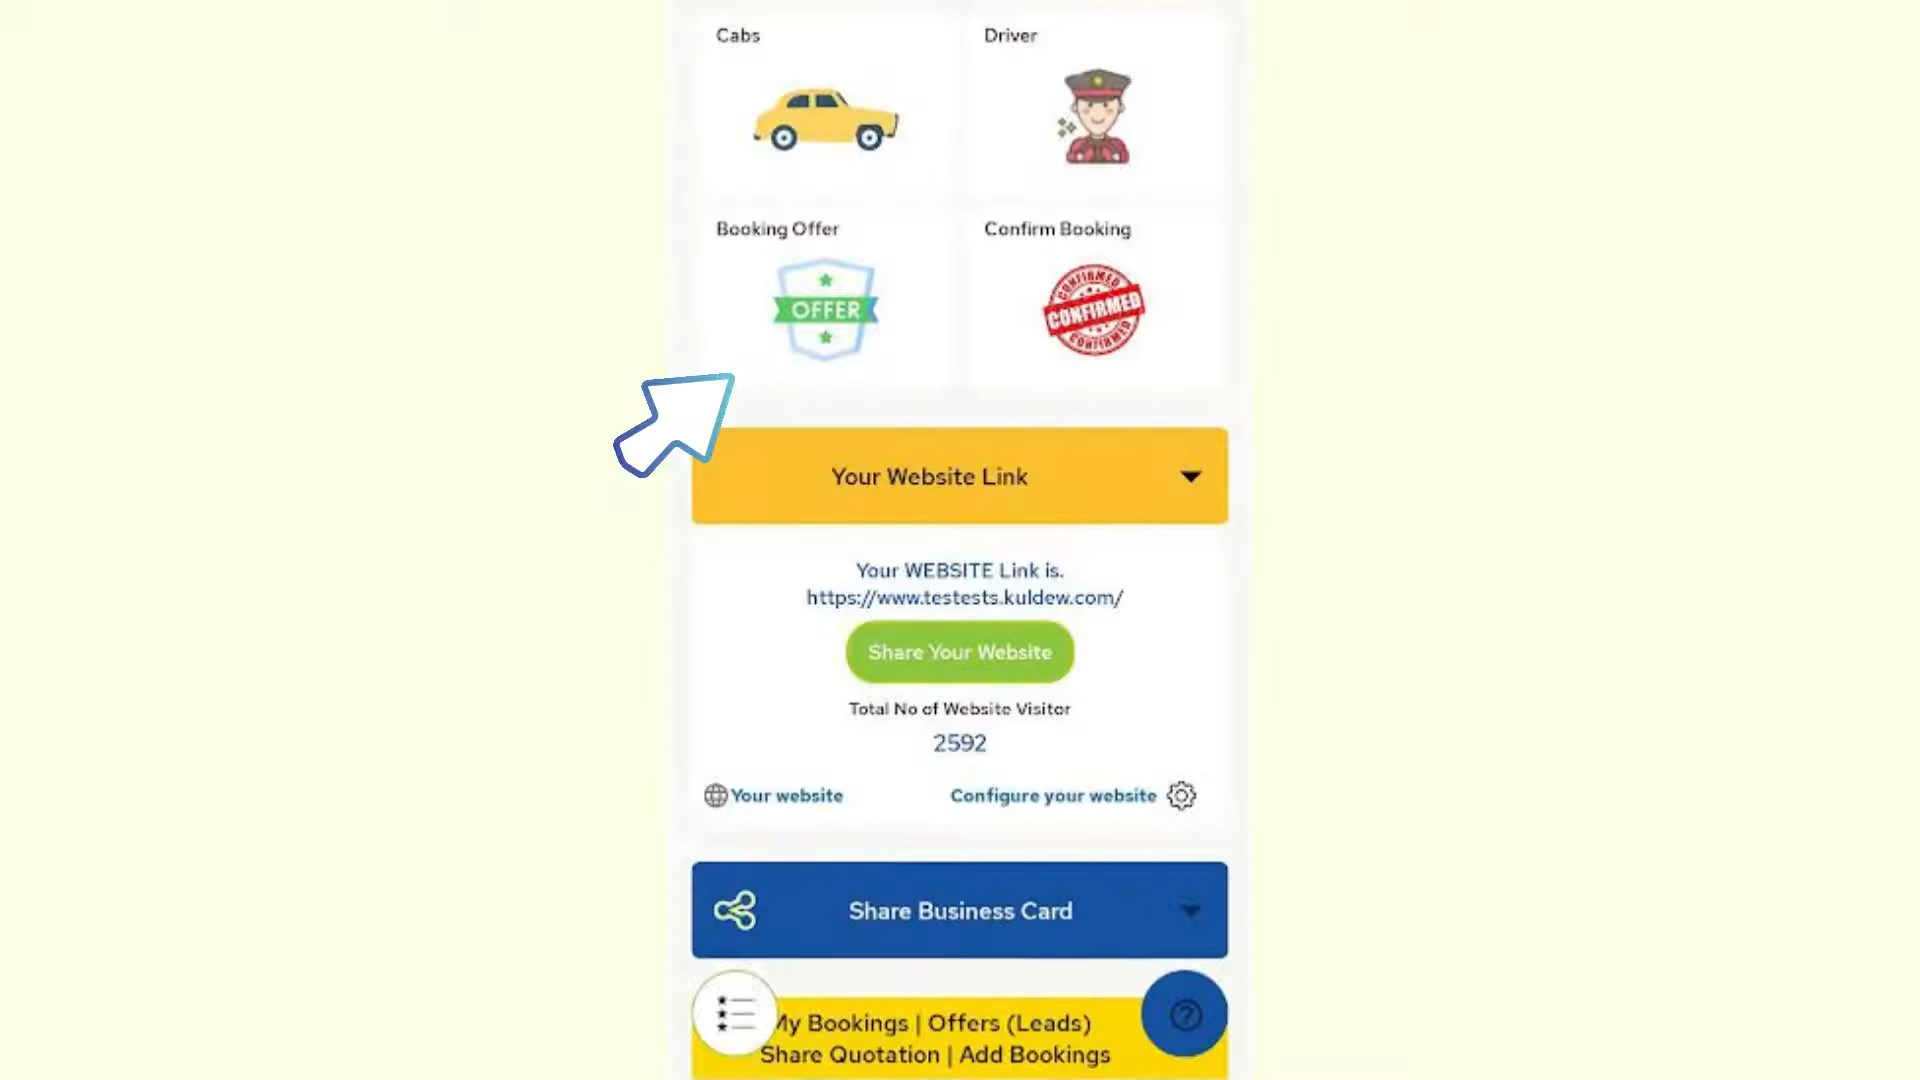 Cabs
Driver
Booking Offer
Confirm Booking
OFFER
CONFIRMED
CONFIRMED
CONFIRMED
Your Website Link
Your WEBSITE Link is.
https://www.testests.kuldew.com/
Share Your Website
Total No of Website Visitor
2592
Your website
Configure your website
Share Business Card
My Bookings | Offers (Leads)
Share Quotation | Add Bookings
?